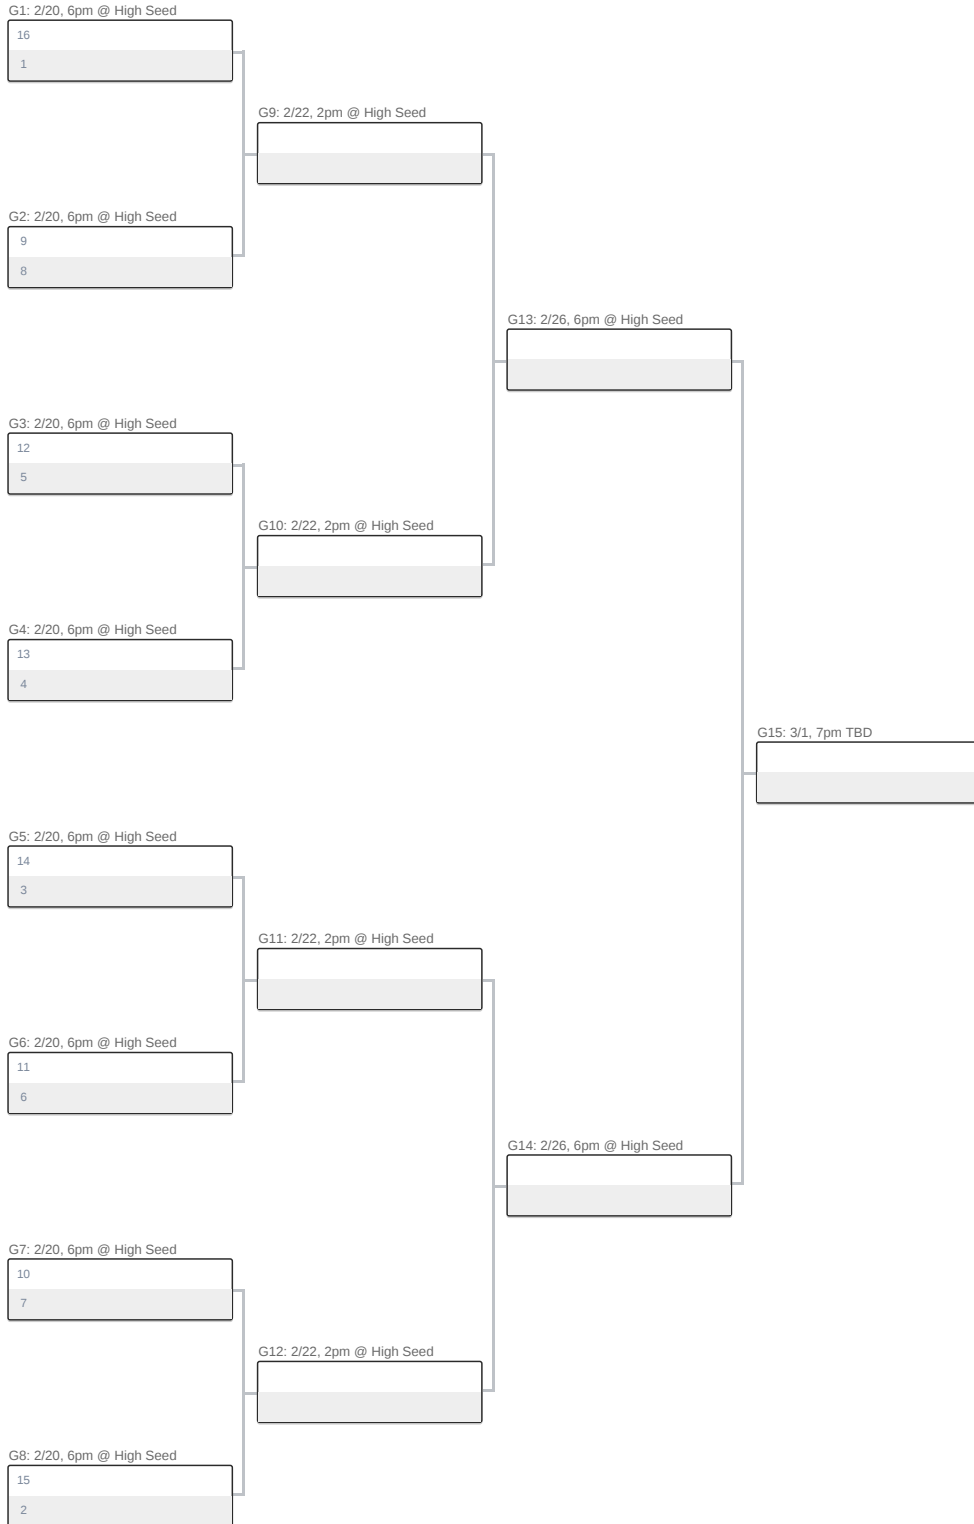 G1: 2/20, 6pm @ High Seed
16
1
G9: 2/22, 2pm @ High Seed
G2: 2/20, 6pm @ High Seed
9
8
G13: 2/26, 6pm @ High Seed
G3: 2/20, 6pm @ High Seed
12
5
G10: 2/22, 2pm @ High Seed
G4: 2/20, 6pm @ High Seed
13
4
G15: 3/1, 7pm TBD
G5: 2/20, 6pm @ High Seed
14
3
G11: 2/22, 2pm @ High Seed
G6: 2/20, 6pm @ High Seed
11
6
G14: 2/26, 6pm @ High Seed
G7: 2/20, 6pm @ High Seed
10
7
G12: 2/22, 2pm @ High Seed
G8: 2/20, 6pm @ High Seed
15
2